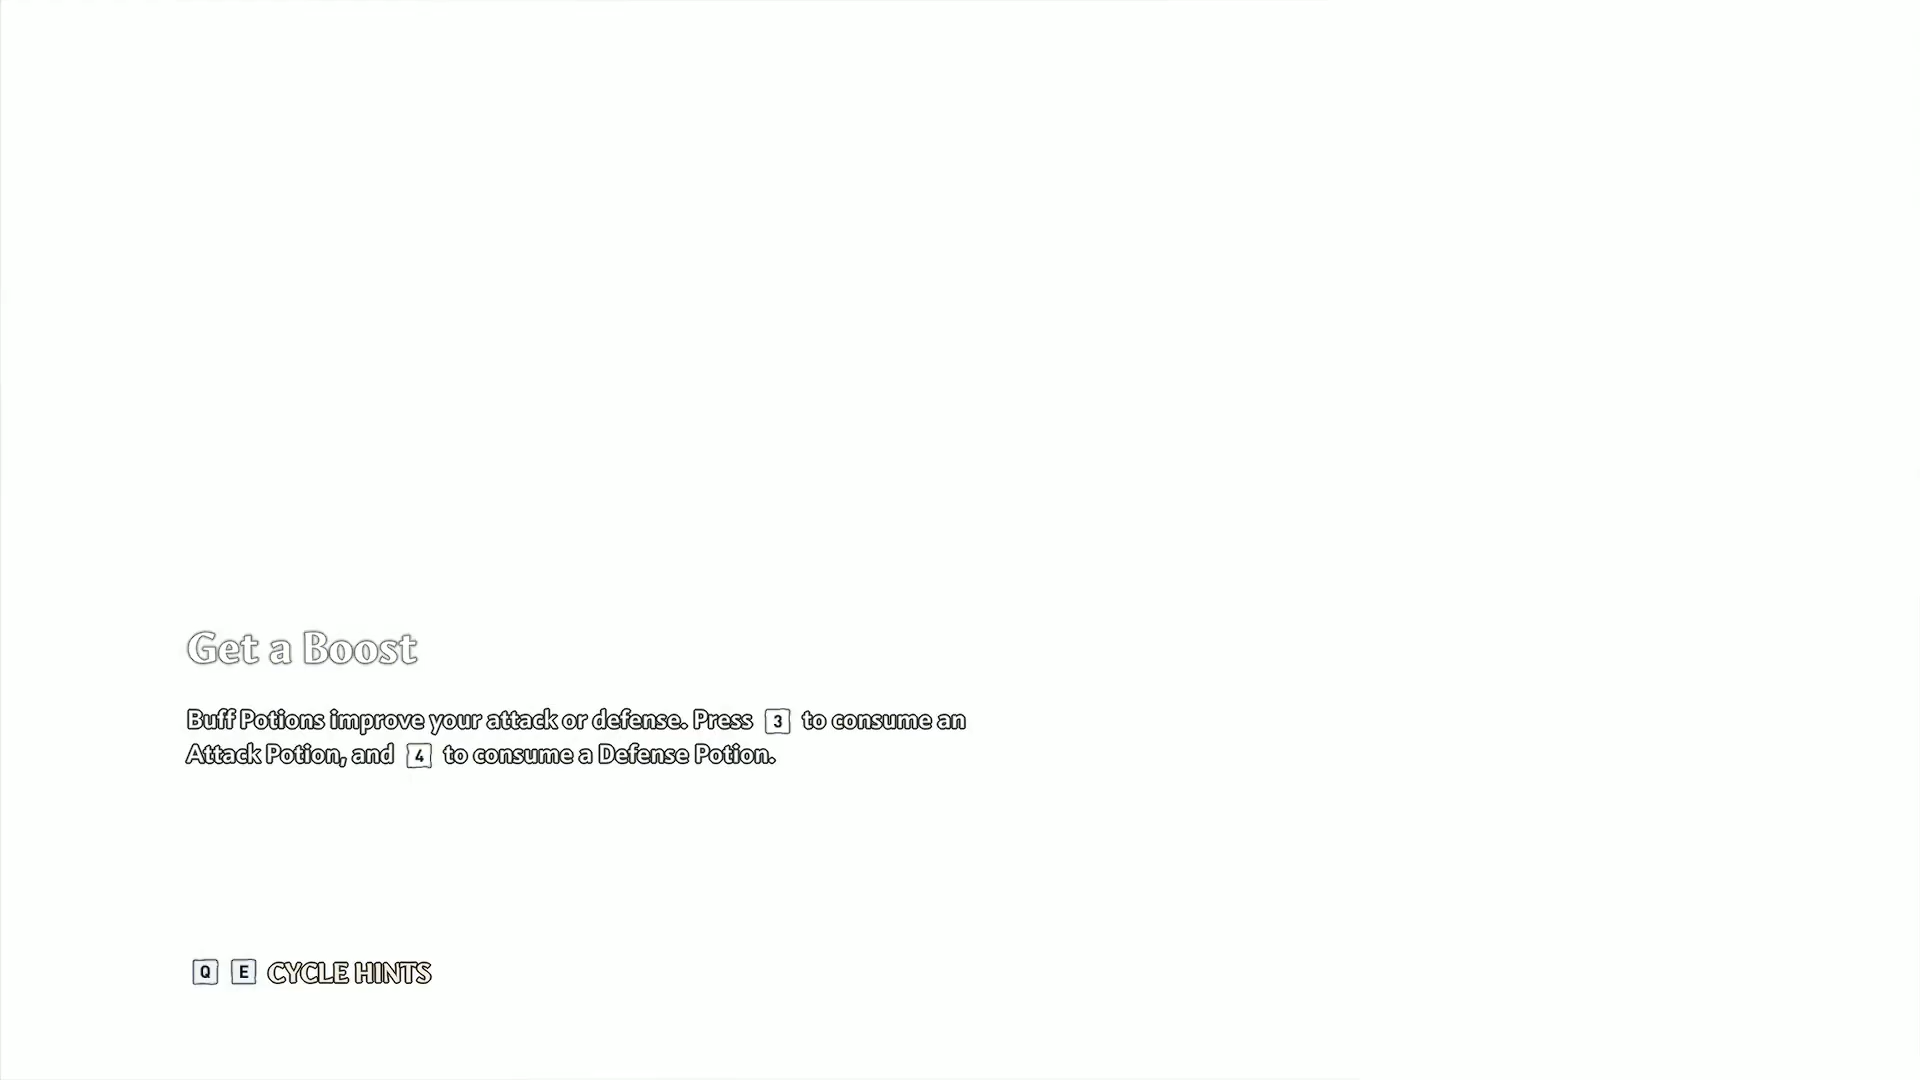 Get a Boost
Buff Potions improve your attack or defense. Press 3 to consume an
Attack Potion, and 4 to consume a Defense Potion.
Q E CYCLE HINTS